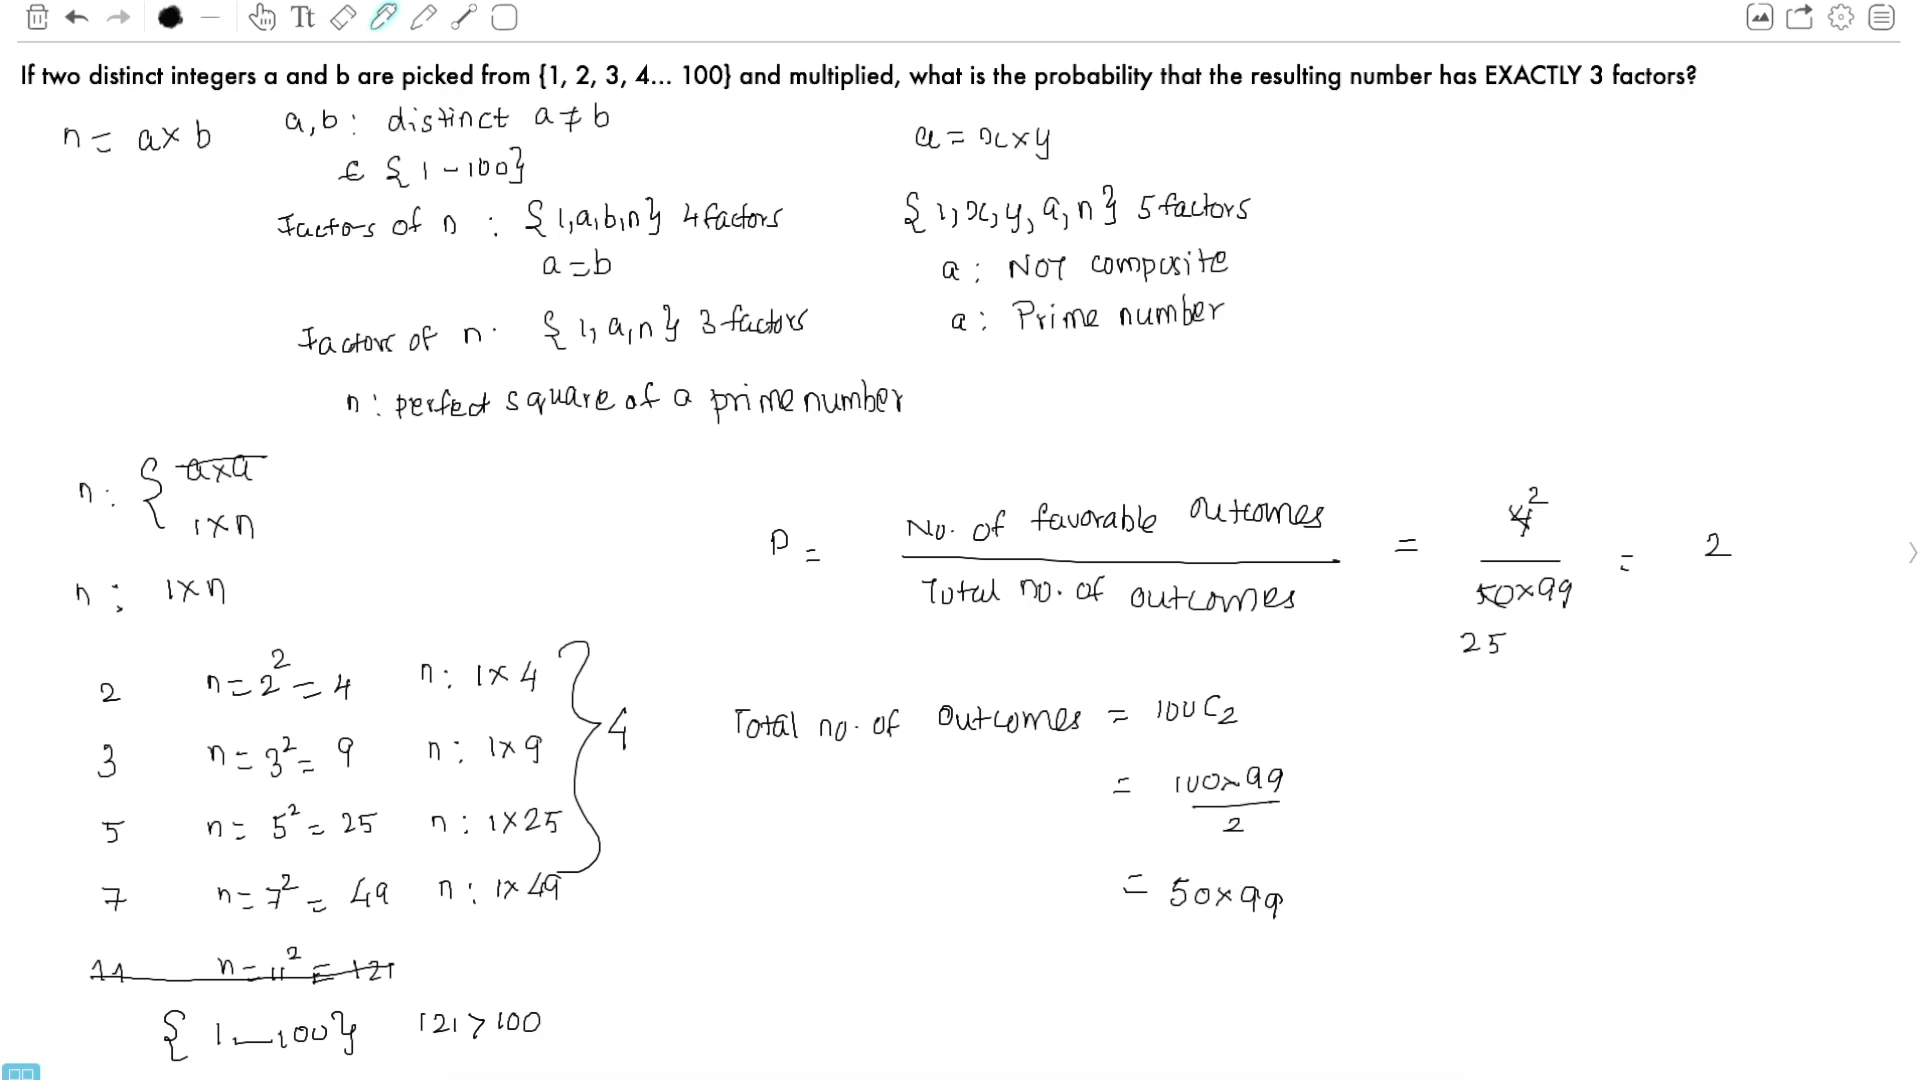 Tt
If two distinct integers a and b are picked from {1, 2, 3, 4... 100} and multiplied, what is the probability that the resulting number has EXACTLY 3 factors?
n = a×b
a,b: distinct a≠b
∈ {1-100}
Factors of n : {1,a,b,n} 4 factors
a=b
Factors of n: {1,a,n} 3 factors
n: perfect square of a prime number
a = x×y
{1,x,y,a,n} 5 factors
a: NOT composite
a: Prime number
n: { a×a
1×n
n: 1×n
2 n=2²=4 n: 1×4
3 n=3²=9 n: 1×9
5 n=5²=25 n: 1×25
7 n=7²=49 n: 1×49
} 4
11 n=11²=121
{1—100} 121>100
P = No. of favorable outcomes / Total no. of outcomes = 4 2 / 50×99 25 = 2
Total no. of outcomes = 100C2
= 100×99 / 2
= 50×99